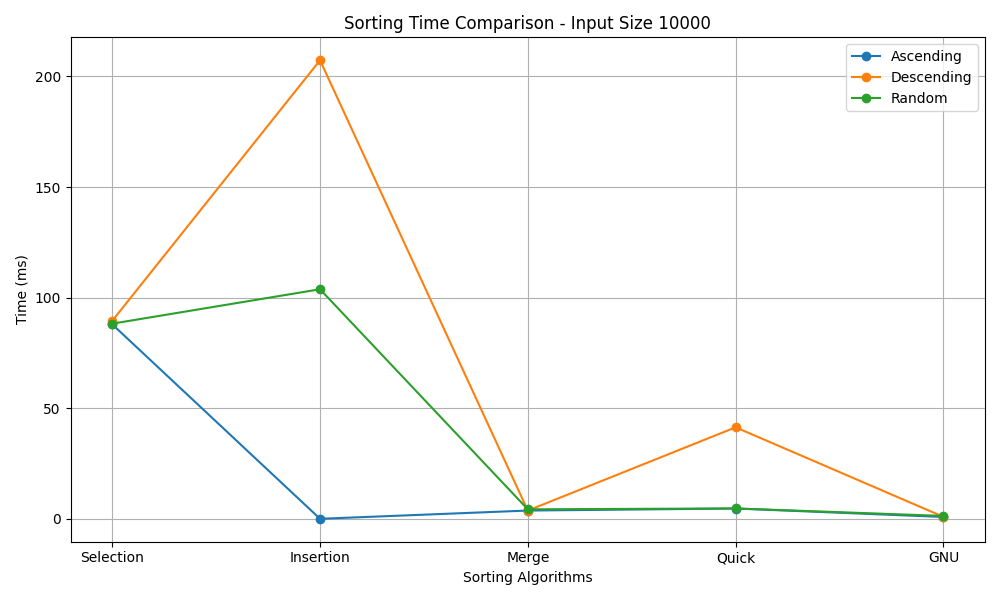 Sorting Time Comparison - Input Size 10000
Ascending
Descending
Random
200
150
100
50
0
Time (ms)
Selection Insertion Merge Quick GNU
Sorting Algorithms